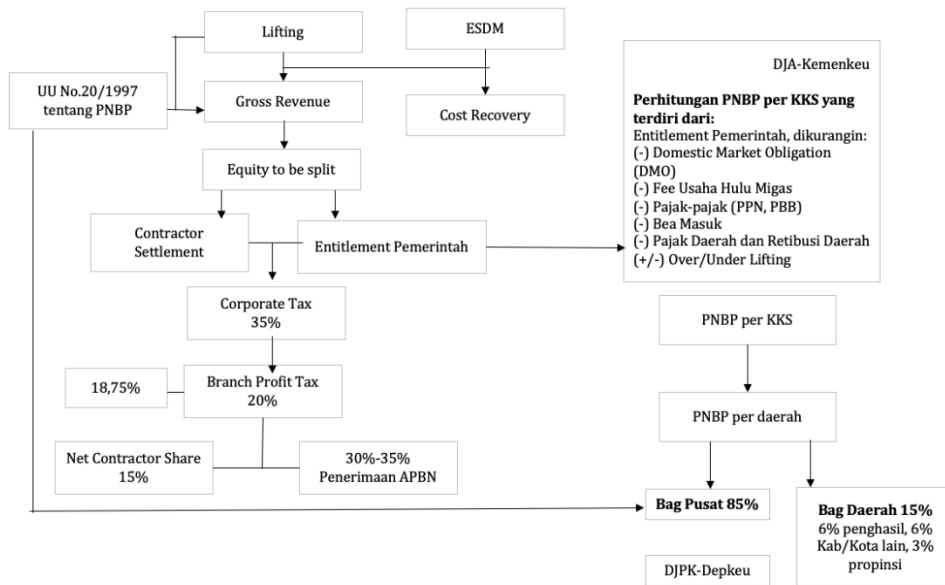 Lifting
ESDM
UU No.20/1997
tentang PNBP
Gross Revenue
Cost Recovery
Equity to be split
Contractor
Settlement
Entitlement Pemerintah
Corporate Tax
35%
18,75%
Branch Profit Tax
20%
Net Contractor Share
15%
30%-35%
Penerimaan APBN
DJA-Kemenkeu
Perhitungan PNBP per KKS yang
terdiri dari:
Entitlement Pemerintah, dikurangin:
(-) Domestic Market Obligation
(DMO)
(-) Fee Usaha Hulu Migas
(-) Pajak-pajak (PPN, PBB)
(-) Bea Masuk
(-) Pajak Daerah dan Retibusi Daerah
(+/-) Over/Under Lifting
PNBP per KKS
PNBP per daerah
Bag Pusat 85%
Bag Daerah 15%
6% penghasil, 6%
Kab/Kota lain, 3%
propinsi
DJPK-Depkeu